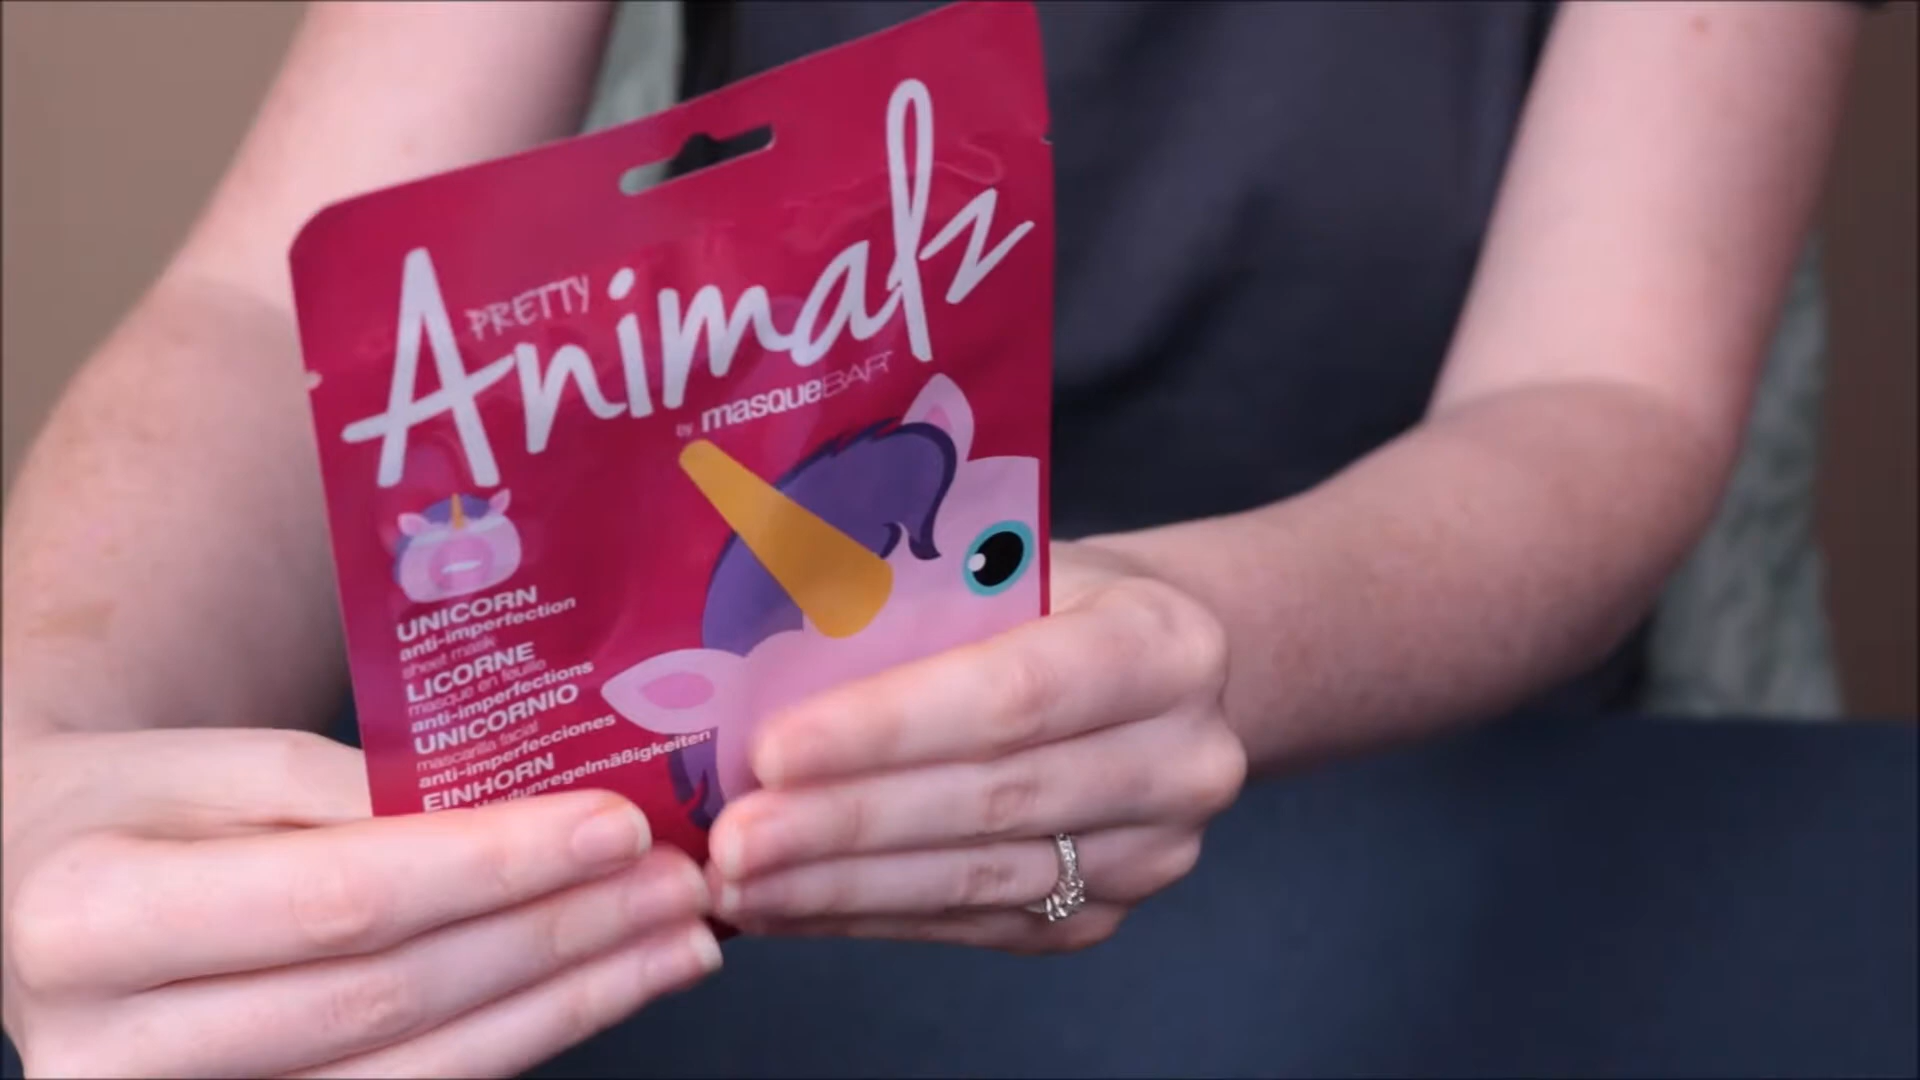 PRETTY
Animalz
by masqueBAR
UNICORN
anti-imperfection
sheet mask
LICORNE
masque en feuille
anti-imperfections
UNICORNIO
mascarilla facial
anti-imperfecciones
EINHORN